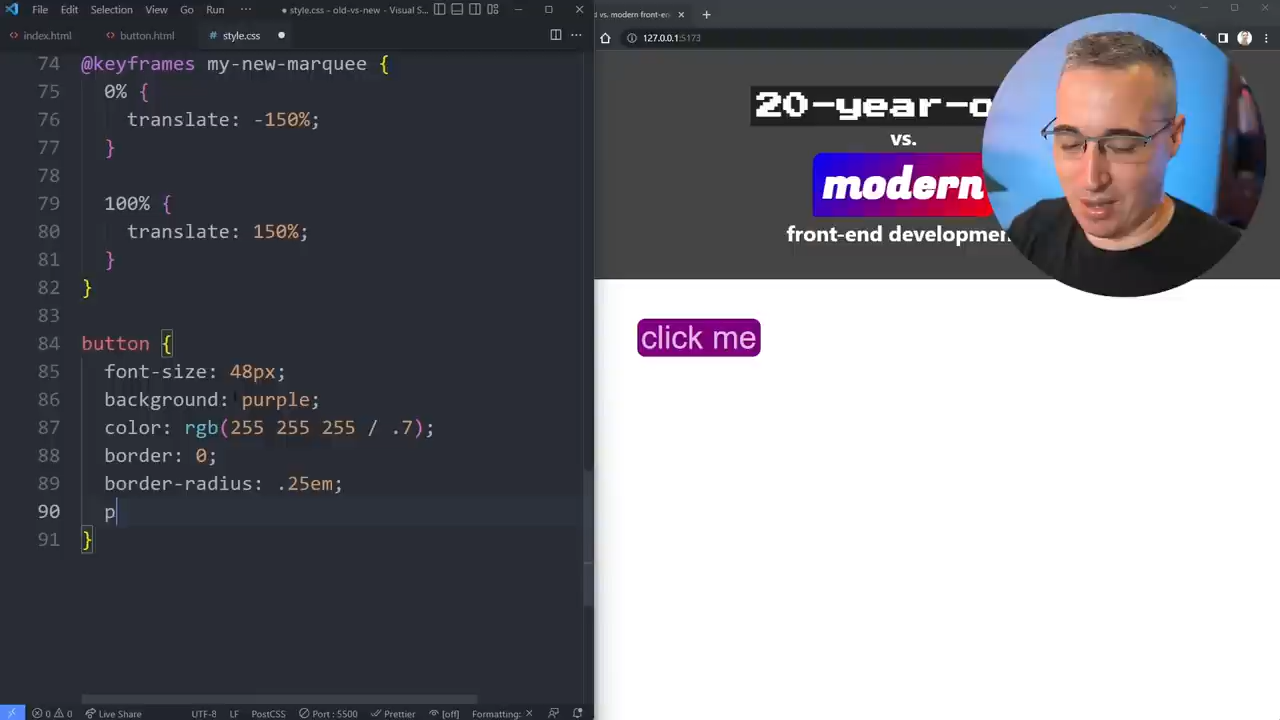 File Edit Selection View Go Run ··· ● style.css - old-vs-new - Visual S...
index.html button.html # style.css ●
74 @keyframes my-new-marquee {
75 0% {
76 translate: -150%;
77 }
78
79 100% {
80 translate: 150%;
81 }
82 }
83
84 button {
85 font-size: 48px;
86 background: purple;
87 color: rgb(255 255 255 / .7);
88 border: 0;
89 border-radius: .25em;
90 p
91 }
0 0 Live Share UTF-8 LF PostCSS Port : 5500 Prettier [off] Formatting: ×
d vs. modern front-en
127.0.0.1:5173
20-year-o
vs.
modern
front-end developmen
click me